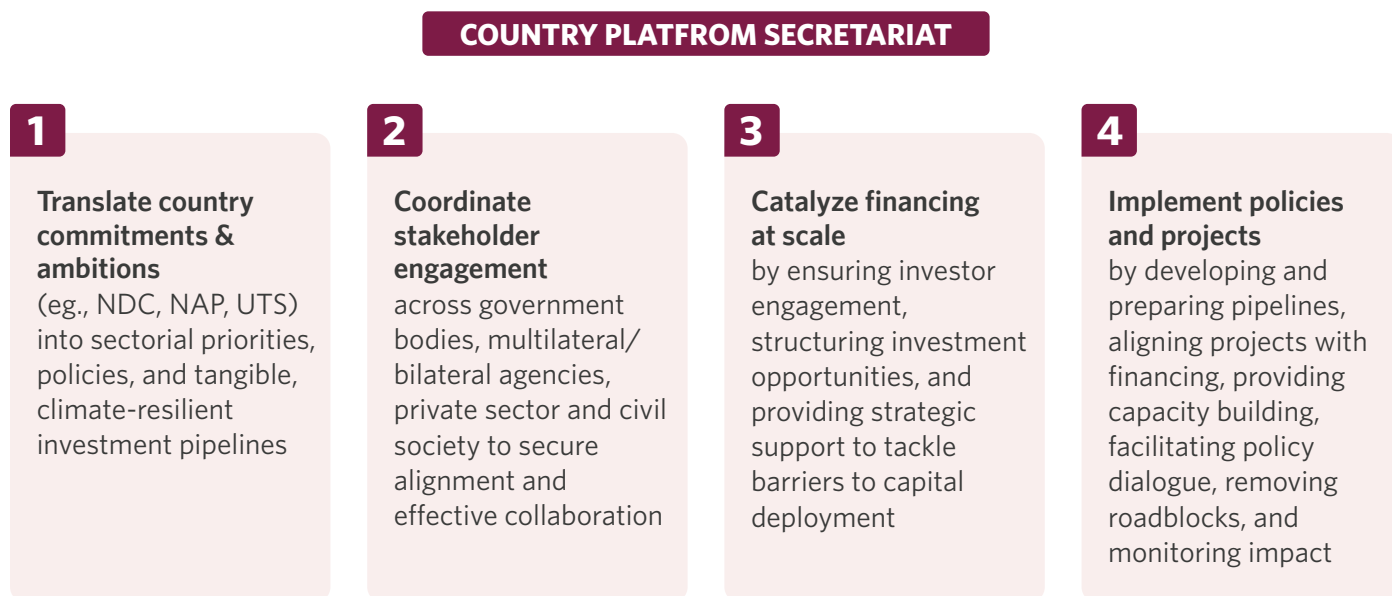 COUNTRY PLATFROM SECRETARIAT
1
Translate country
commitments &
ambitions
(eg., NDC, NAP, UTS)
into sectorial priorities,
policies, and tangible,
climate-resilient
investment pipelines
2
Coordinate
stakeholder
engagement
across government
bodies, multilateral/
bilateral agencies,
private sector and civil
society to secure
alignment and
effective collaboration
3
Catalyze financing
at scale
by ensuring investor
engagement,
structuring investment
opportunities, and
providing strategic
support to tackle
barriers to capital
deployment
4
Implement policies
and projects
by developing and
preparing pipelines,
aligning projects with
financing, providing
capacity building,
facilitating policy
dialogue, removing
roadblocks, and
monitoring impact